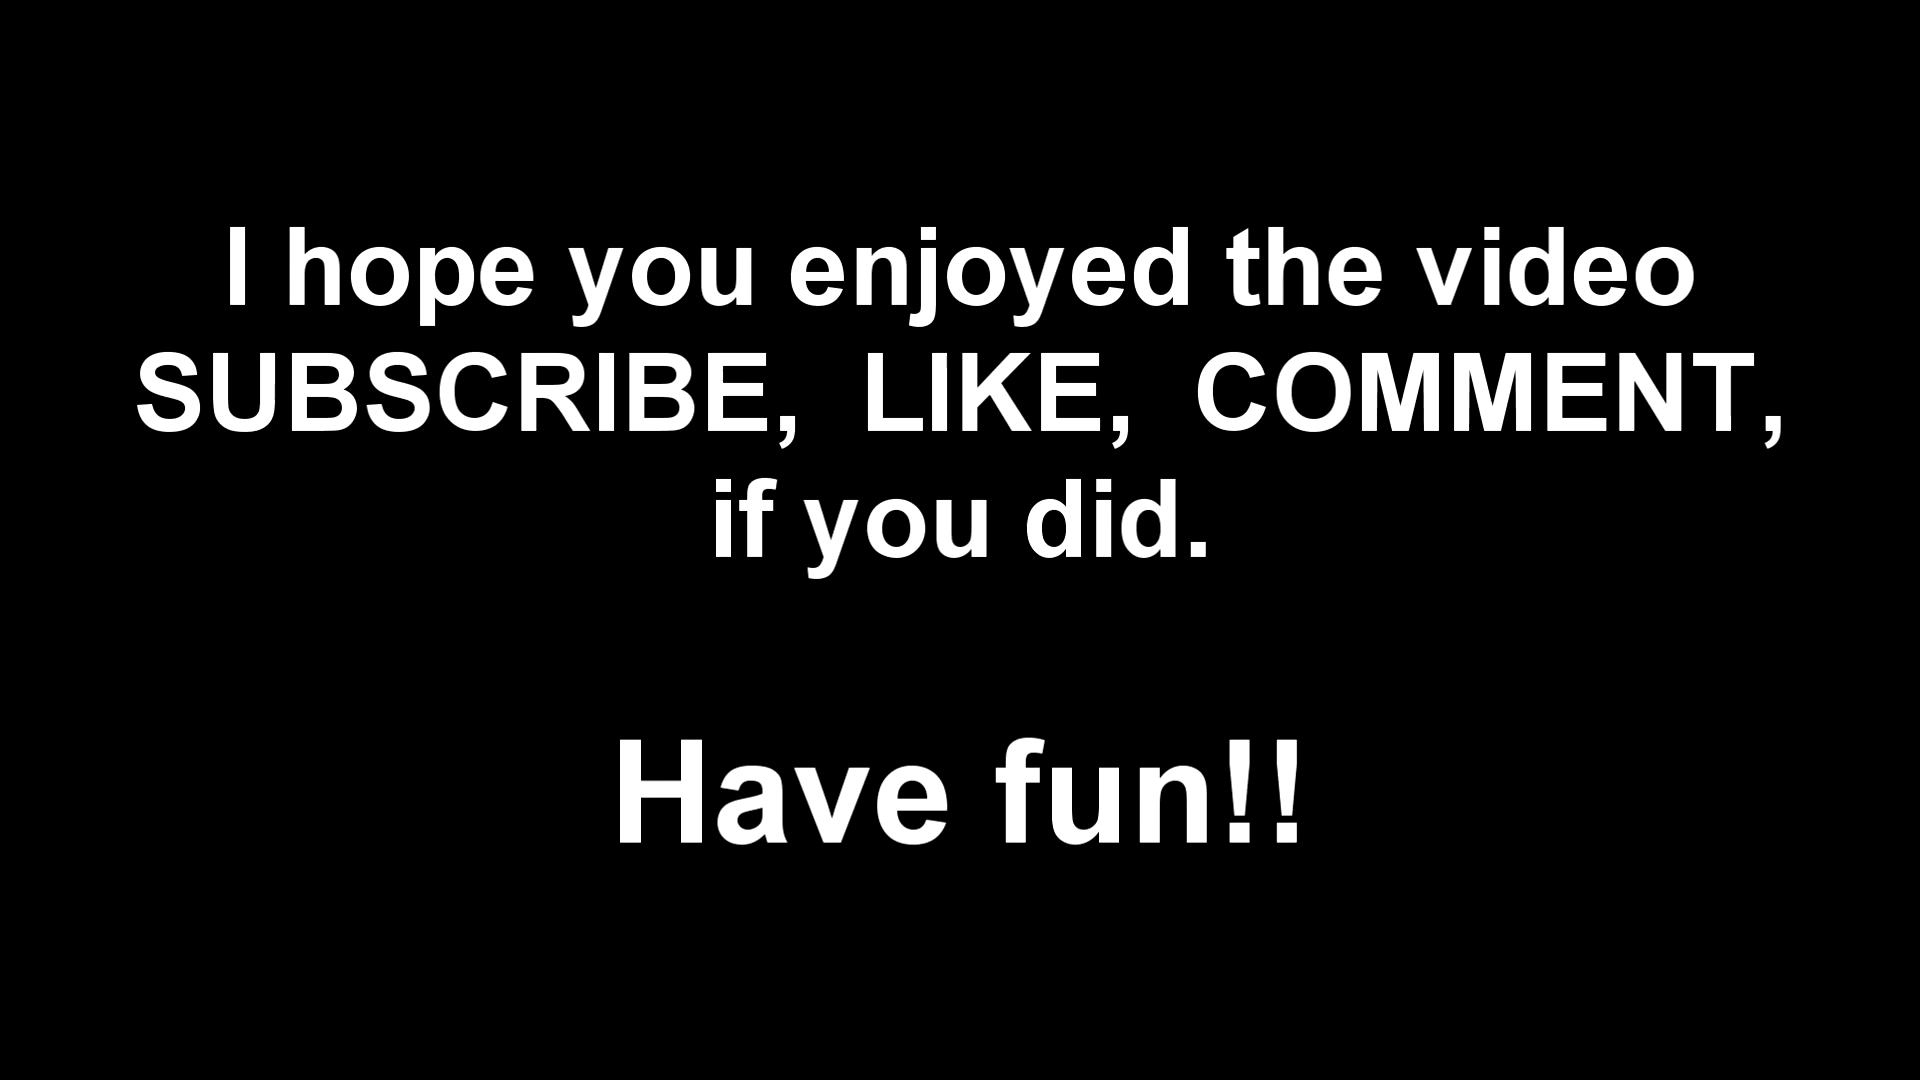 I hope you enjoyed the video
SUBSCRIBE, LIKE, COMMENT,
if you did.
Have fun!!